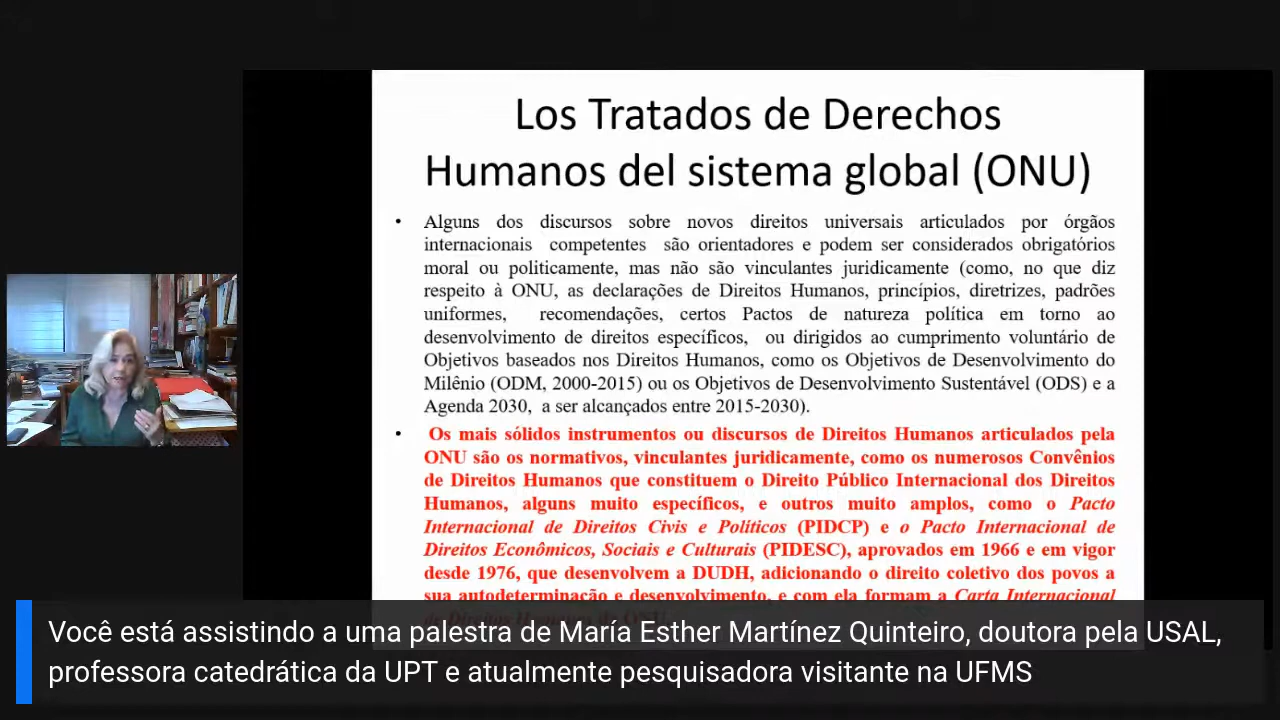 Los Tratados de Derechos
Humanos del sistema global (ONU)
• Alguns dos discursos sobre novos direitos universais articulados por órgãos
internacionais competentes são orientadores e podem ser considerados obrigatórios
moral ou politicamente, mas não são vinculantes juridicamente (como, no que diz
respeito à ONU, as declarações de Direitos Humanos, princípios, diretrizes, padrões
uniformes, recomendações, certos Pactos de natureza política em torno ao
desenvolvimento de direitos específicos, ou dirigidos ao cumprimento voluntário de
Objetivos baseados nos Direitos Humanos, como os Objetivos de Desenvolvimento do
Milênio (ODM, 2000-2015) ou os Objetivos de Desenvolvimento Sustentável (ODS) e a
Agenda 2030, a ser alcançados entre 2015-2030).
• Os mais sólidos instrumentos ou discursos de Direitos Humanos articulados pela
ONU são os normativos, vinculantes juridicamente, como os numerosos Convênios
de Direitos Humanos que constituem o Direito Público Internacional dos Direitos
Humanos, alguns muito específicos, e outros muito amplos, como o Pacto
Internacional de Direitos Civis e Políticos (PIDCP) e o Pacto Internacional de
Direitos Econômicos, Sociais e Culturais (PIDESC), aprovados em 1966 e em vigor
desde 1976, que desenvolvem a DUDH, adicionando o direito coletivo dos povos a
sua autodeterminação e desenvolvimento, e com ela formam a Carta Internacional
Você está assistindo a uma palestra de María Esther Martínez Quinteiro, doutora pela USAL,
professora catedrática da UPT e atualmente pesquisadora visitante na UFMS